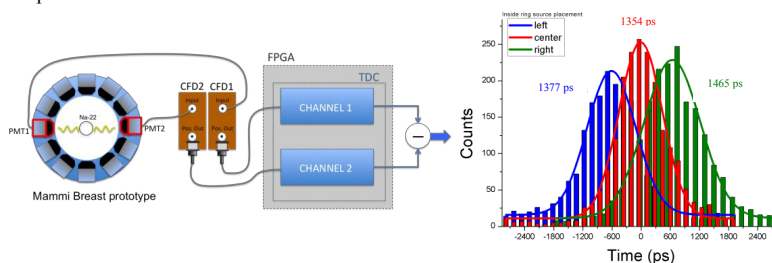 FPGA
TDC
CFD2 CFD1
Input Input
Pos. Out Pos. Out
CHANNEL 1
CHANNEL 2
PMT1
Na-22
PMT2
Mammi Breast prototype
Inside ring source placement
left
center
right
1354 ps
1377 ps
1465 ps
Counts
250
200
150
100
50
0
-2400 -1800 -1200 -600 0 600 1200 1800 2400
Time (ps)